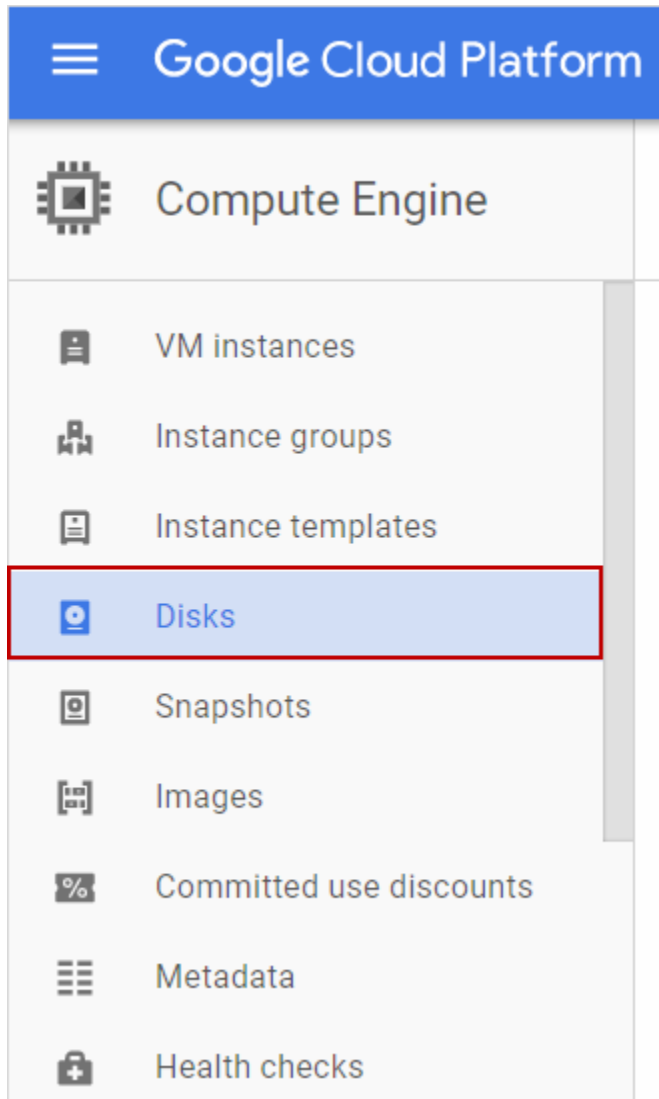 Google Cloud Platform
Compute Engine
VM instances
Instance groups
Instance templates
Disks
Snapshots
Images
% Committed use discounts
Metadata
Health checks